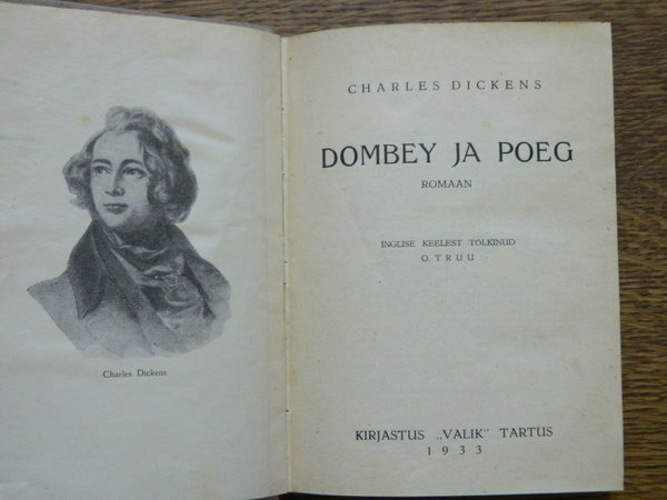 Charles Dickens
CHARLES DICKENS
DOMBEY JA POEG
ROMAAN
INGLISE KEELEST TÕLKINUD
O. TRUU
KIRJASTUS „VALIK" TARTUS
1933